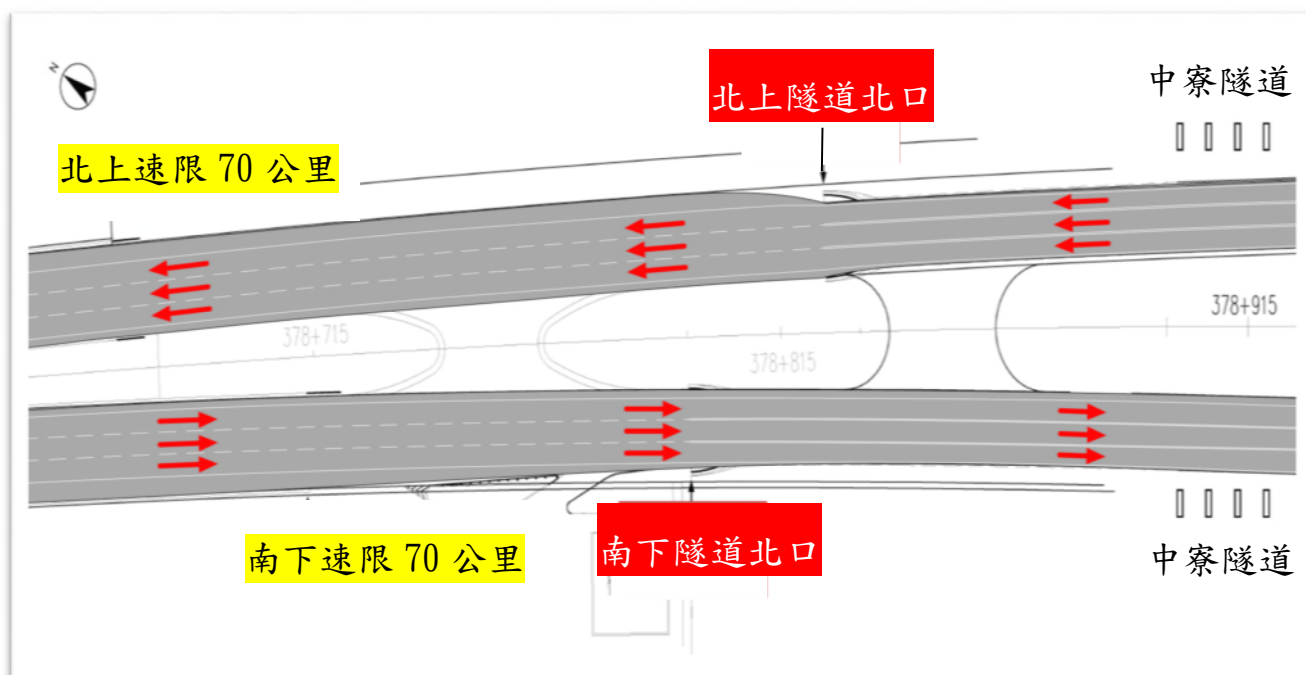 N
北上隧道北口
中寮隧道
北上速限 70 公里
378+915
378+715
378+815
南下速限 70 公里
南下隧道北口
中寮隧道